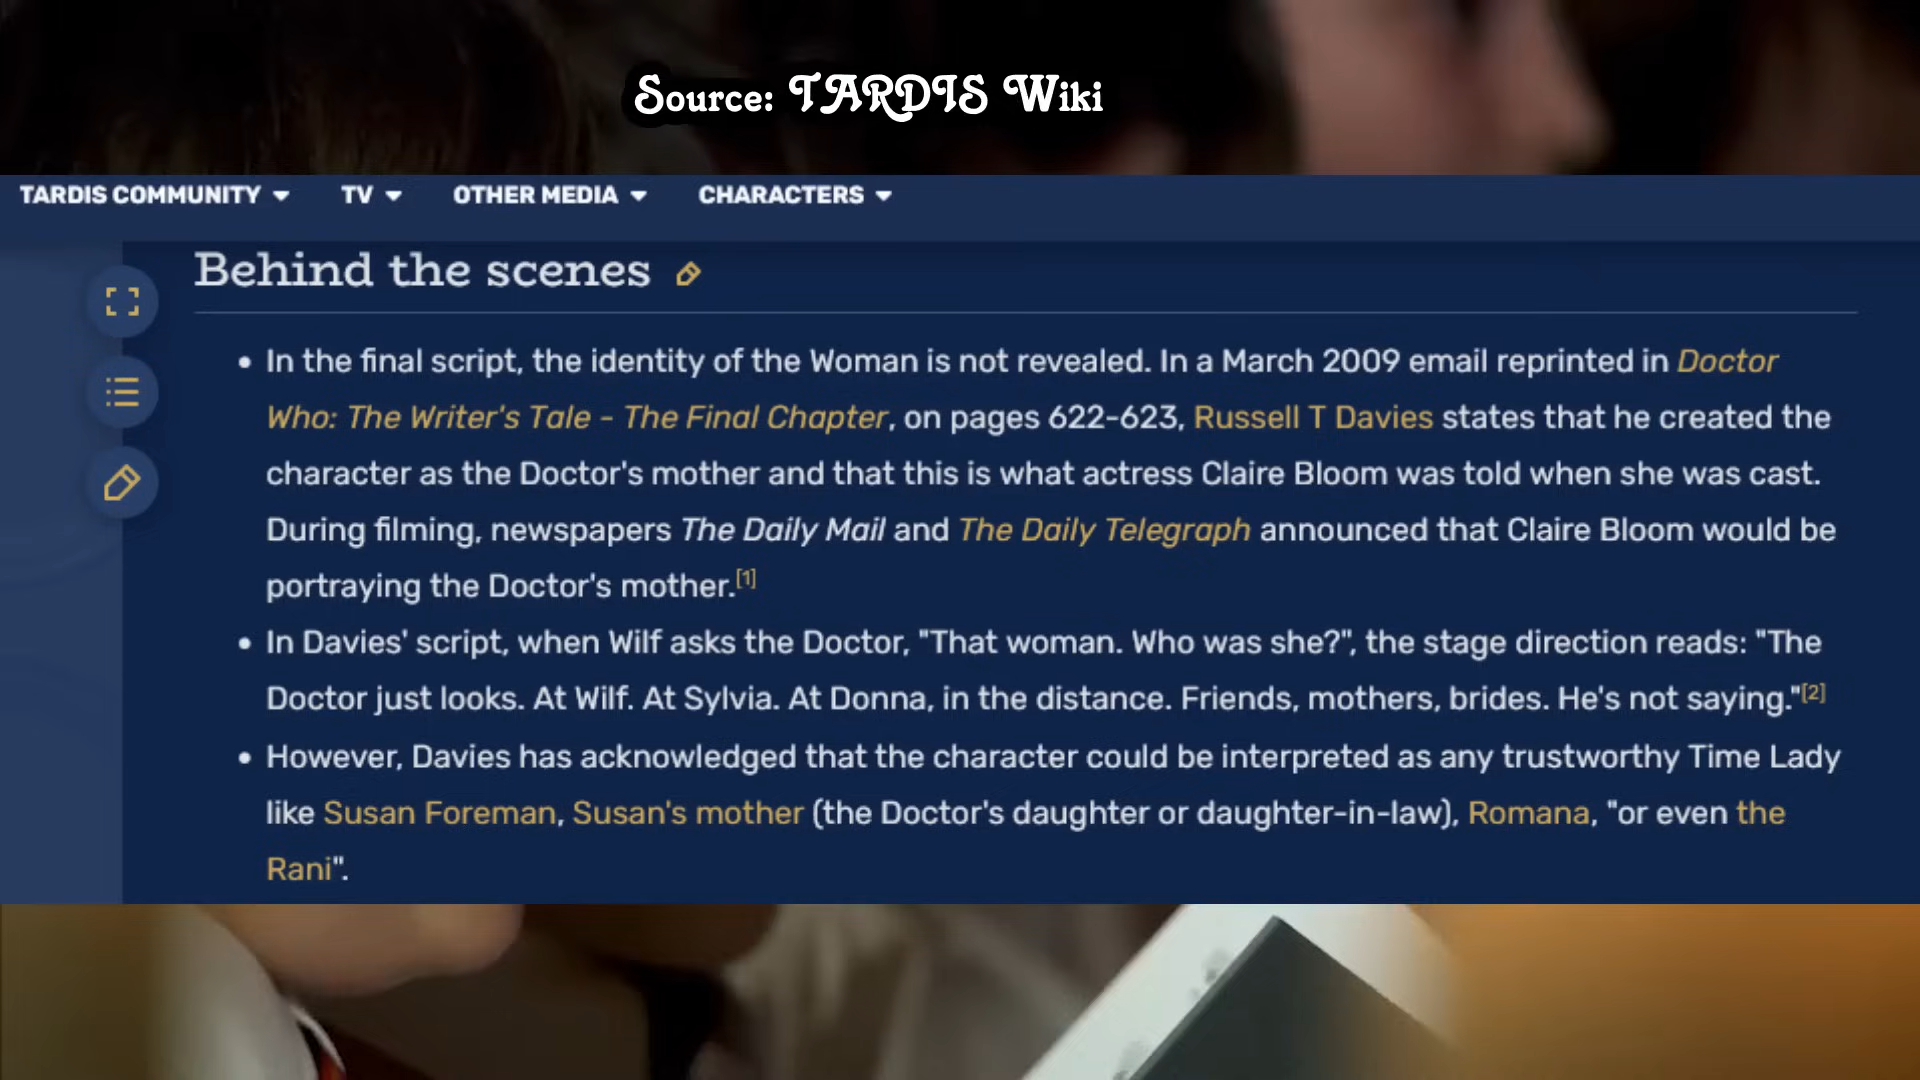 Source: TARDIS Wiki
TARDIS COMMUNITY TV OTHER MEDIA CHARACTERS
Behind the scenes
• In the final script, the identity of the Woman is not revealed. In a March 2009 email reprinted in Doctor
Who: The Writer's Tale - The Final Chapter, on pages 622-623, Russell T Davies states that he created the
character as the Doctor's mother and that this is what actress Claire Bloom was told when she was cast.
During filming, newspapers The Daily Mail and The Daily Telegraph announced that Claire Bloom would be
portraying the Doctor's mother.[1]
• In Davies' script, when Wilf asks the Doctor, "That woman. Who was she?", the stage direction reads: "The
Doctor just looks. At Wilf. At Sylvia. At Donna, in the distance. Friends, mothers, brides. He's not saying."[2]
• However, Davies has acknowledged that the character could be interpreted as any trustworthy Time Lady
like Susan Foreman, Susan's mother (the Doctor's daughter or daughter-in-law), Romana, "or even the
Rani".